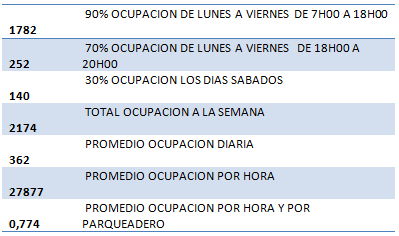 90% OCUPACION DE LUNES A VIERNES DE 7H00 A 18H00
1782
70% OCUPACION DE LUNES A VIERNES DE 18H00 A
252 20H00
30% OCUPACION LOS DIAS SABADOS
140
TOTAL OCUPACION A LA SEMANA
2174
PROMEDIO OCUPACION DIARIA
362
PROMEDIO OCUPACION POR HORA
27877
PROMEDIO OCUPACION POR HORA Y POR
0,774 PARQUEADERO